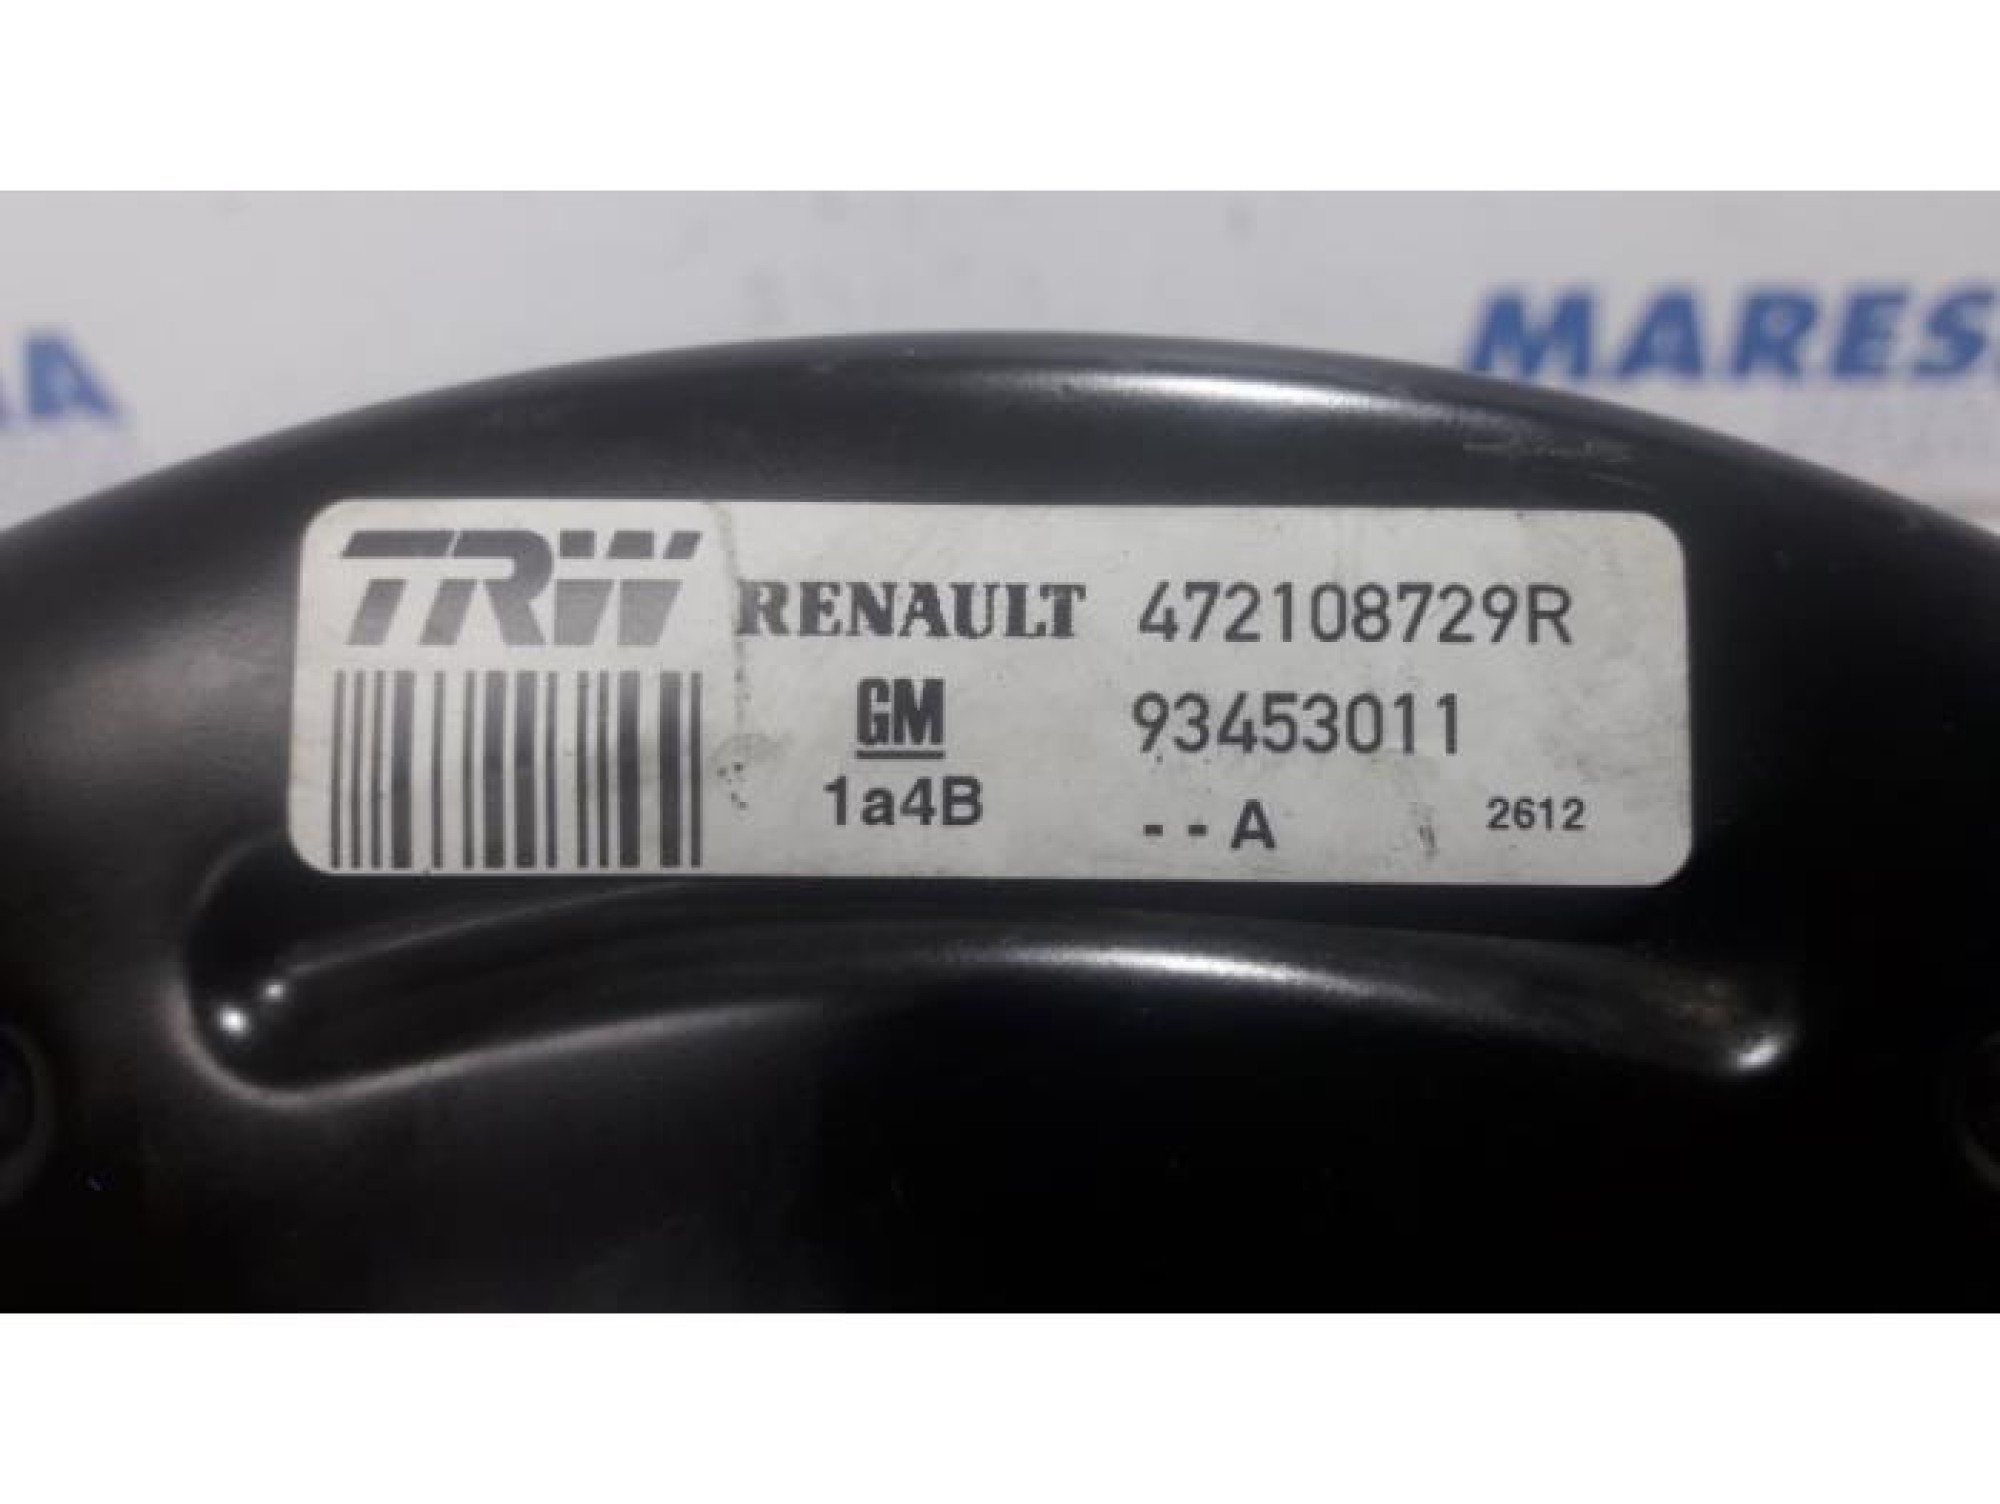 MARES
TRW RENAULT 472108729R
GM 93453011
1a4B - - A 2612